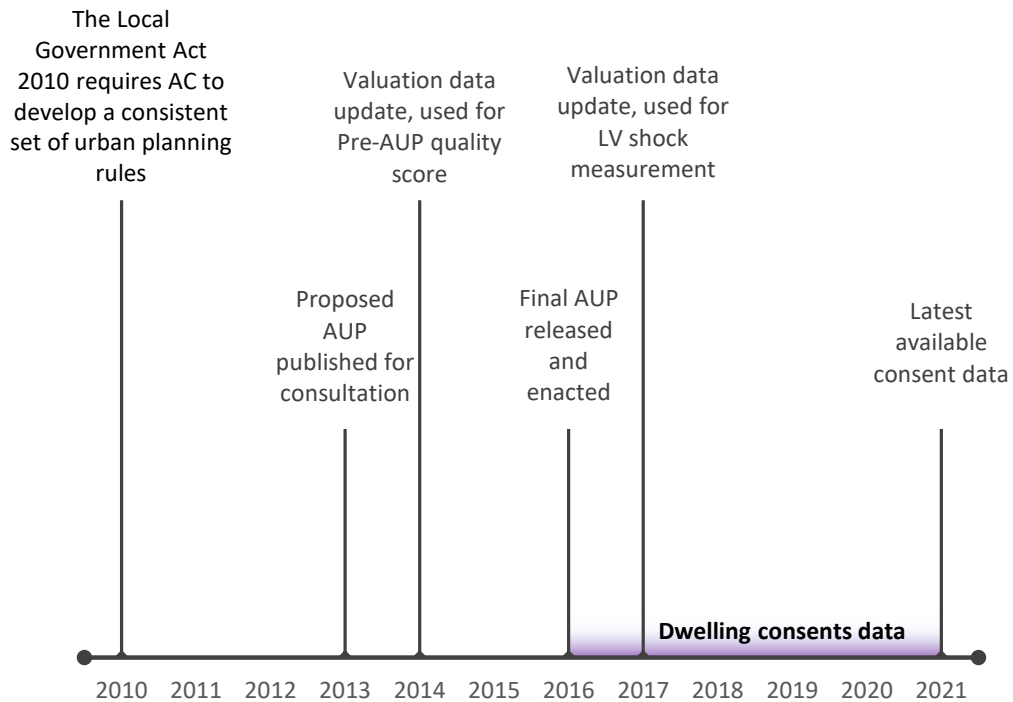 The Local
Government Act
2010 requires AC to
develop a consistent
set of urban planning
rules
Valuation data
update, used for
Pre-AUP quality
score
Valuation data
update, used for
LV shock
measurement
Proposed
AUP
published for
consultation
Final AUP
released
and
enacted
Latest
available
consent data
Dwelling consents data
2010 2011 2012 2013 2014 2015 2016 2017 2018 2019 2020 2021